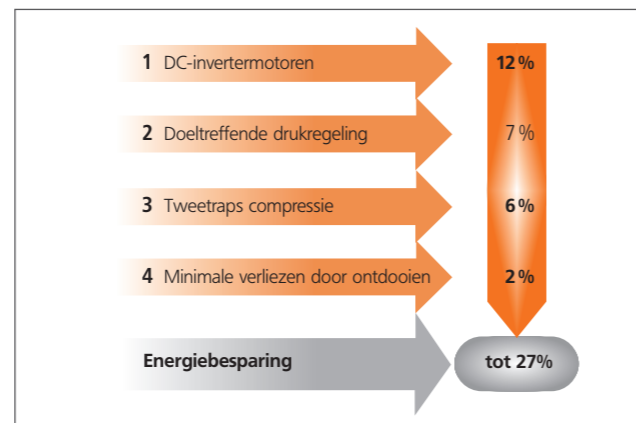 1 DC-invertermotoren 12 %
2 Doeltreffende drukregeling 7 %
3 Tweetraps compressie 6 %
4 Minimale verliezen door ontdooien 2 %
Energiebesparing tot 27%